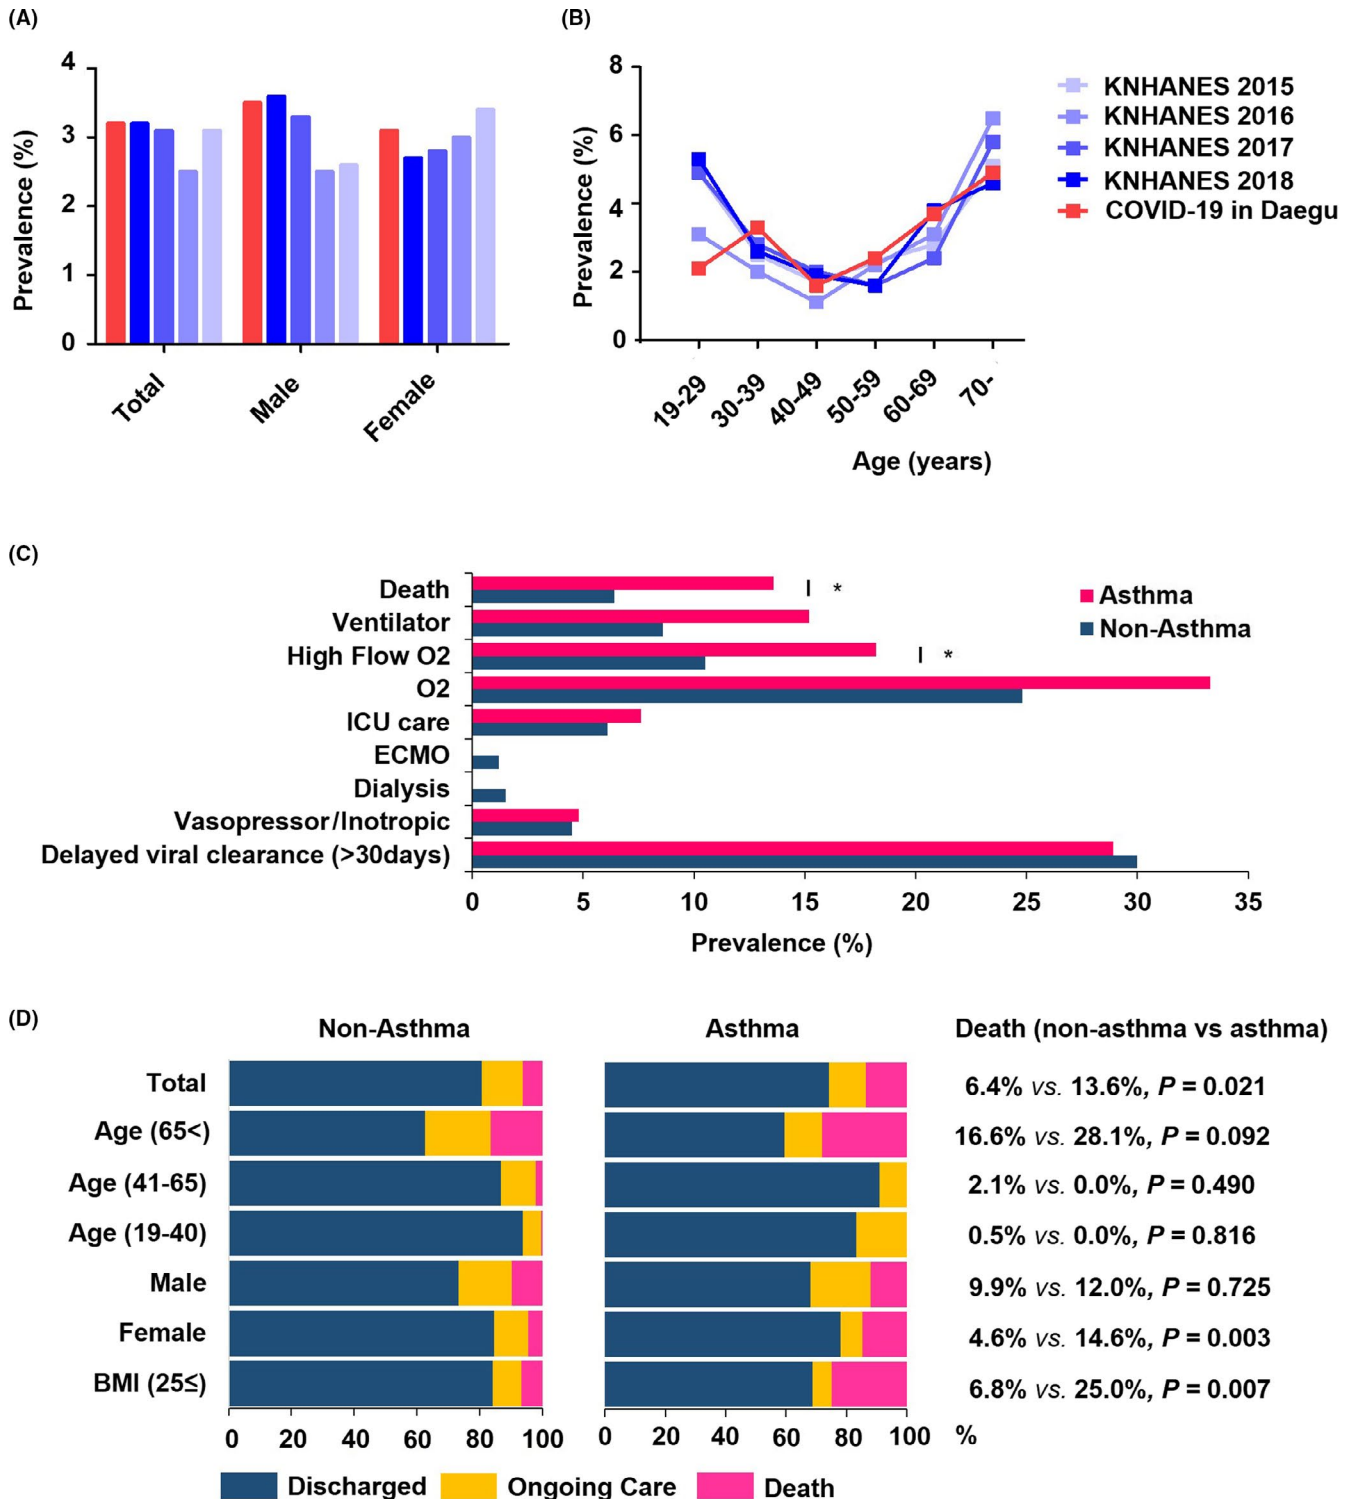 (A)
4
3
2
1
0
Prevalence (%)
Total
Male
Female
(B)
8
6
4
2
0
Prevalence (%)
19-29
30-39
40-49
50-59
60-69
70-
Age (years)
KNHANES 2015
KNHANES 2016
KNHANES 2017
KNHANES 2018
COVID-19 in Daegu
(C)
Death
Ventilator
High Flow O2
O2
ICU care
ECMO
Dialysis
Vasopressor/Inotropic
Delayed viral clearance (>30days)
*
*
Asthma
Non-Asthma
0 5 10 15 20 25 30 35
Prevalence (%)
(D)
Non-Asthma Asthma Death (non-asthma vs asthma)
Total 6.4% vs. 13.6%, P = 0.021
Age (65<) 16.6% vs. 28.1%, P = 0.092
Age (41-65) 2.1% vs. 0.0%, P = 0.490
Age (19-40) 0.5% vs. 0.0%, P = 0.816
Male 9.9% vs. 12.0%, P = 0.725
Female 4.6% vs. 14.6%, P = 0.003
BMI (25≤) 6.8% vs. 25.0%, P = 0.007
0 20 40 60 80 100 0 20 40 60 80 100 %
Discharged Ongoing Care Death